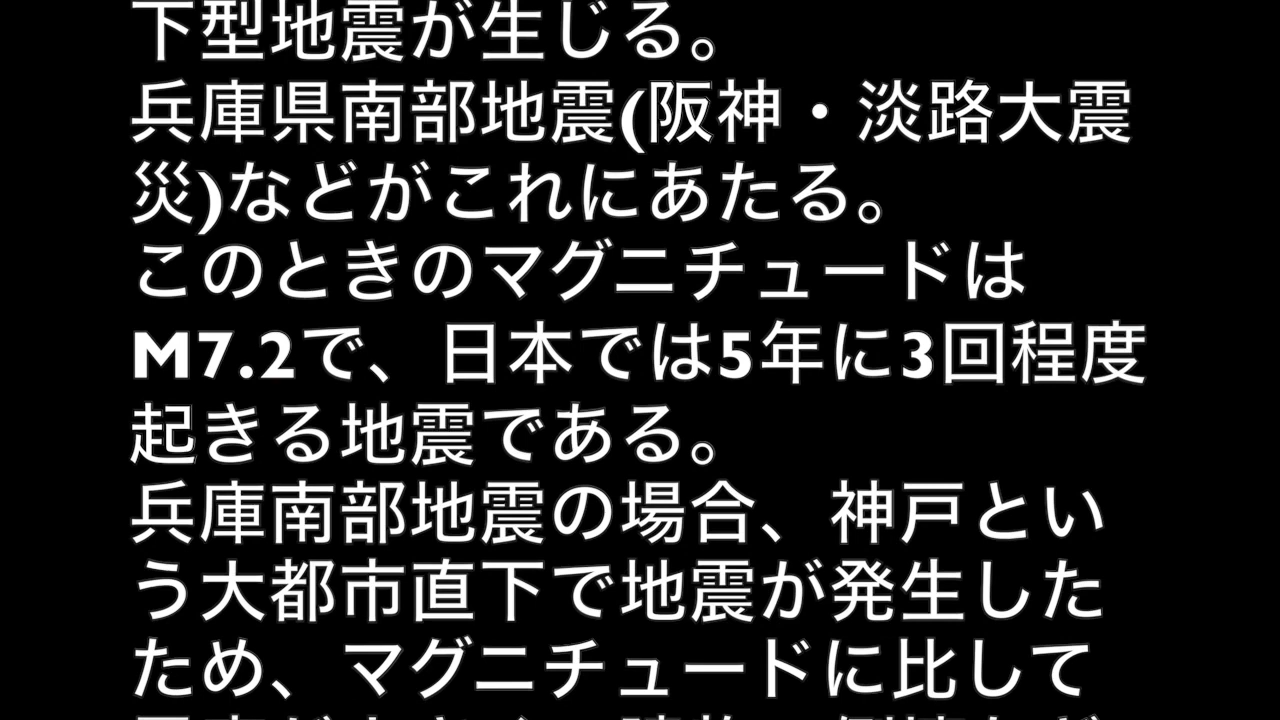 下型地震が生じる。
兵庫県南部地震(阪神・淡路大震
災)などがこれにあたる。
このときのマグニチュードは
M7.2で、日本では5年に3回程度
起きる地震である。
兵庫南部地震の場合、神戸とい
う大都市直下で地震が発生した
ため、マグニチュードに比して